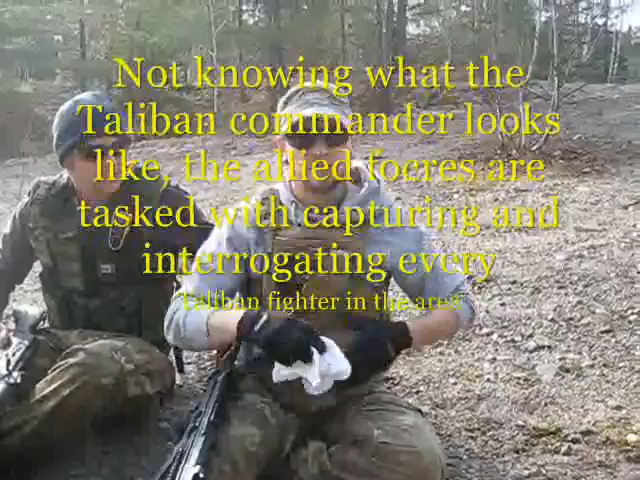 Not knowing what the
Taliban commander looks
like, the allied focres are
tasked with capturing and
interrogating every
Taliban fighter in the area